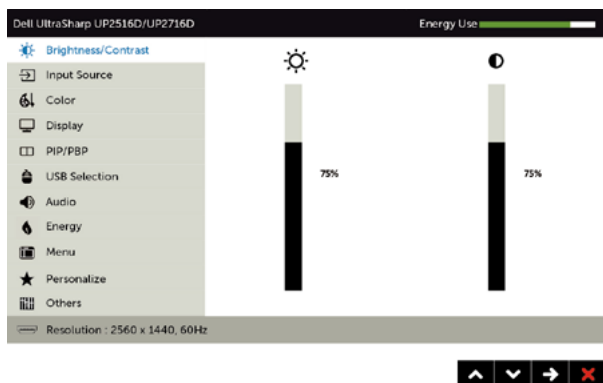 Dell UltraSharp UP2516D/UP2716D Energy Use
Brightness/Contrast
Input Source
Color
Display
PIP/PBP
USB Selection
Audio
Energy
Menu
Personalize
Others
75% 75%
Resolution : 2560 x 1440, 60Hz